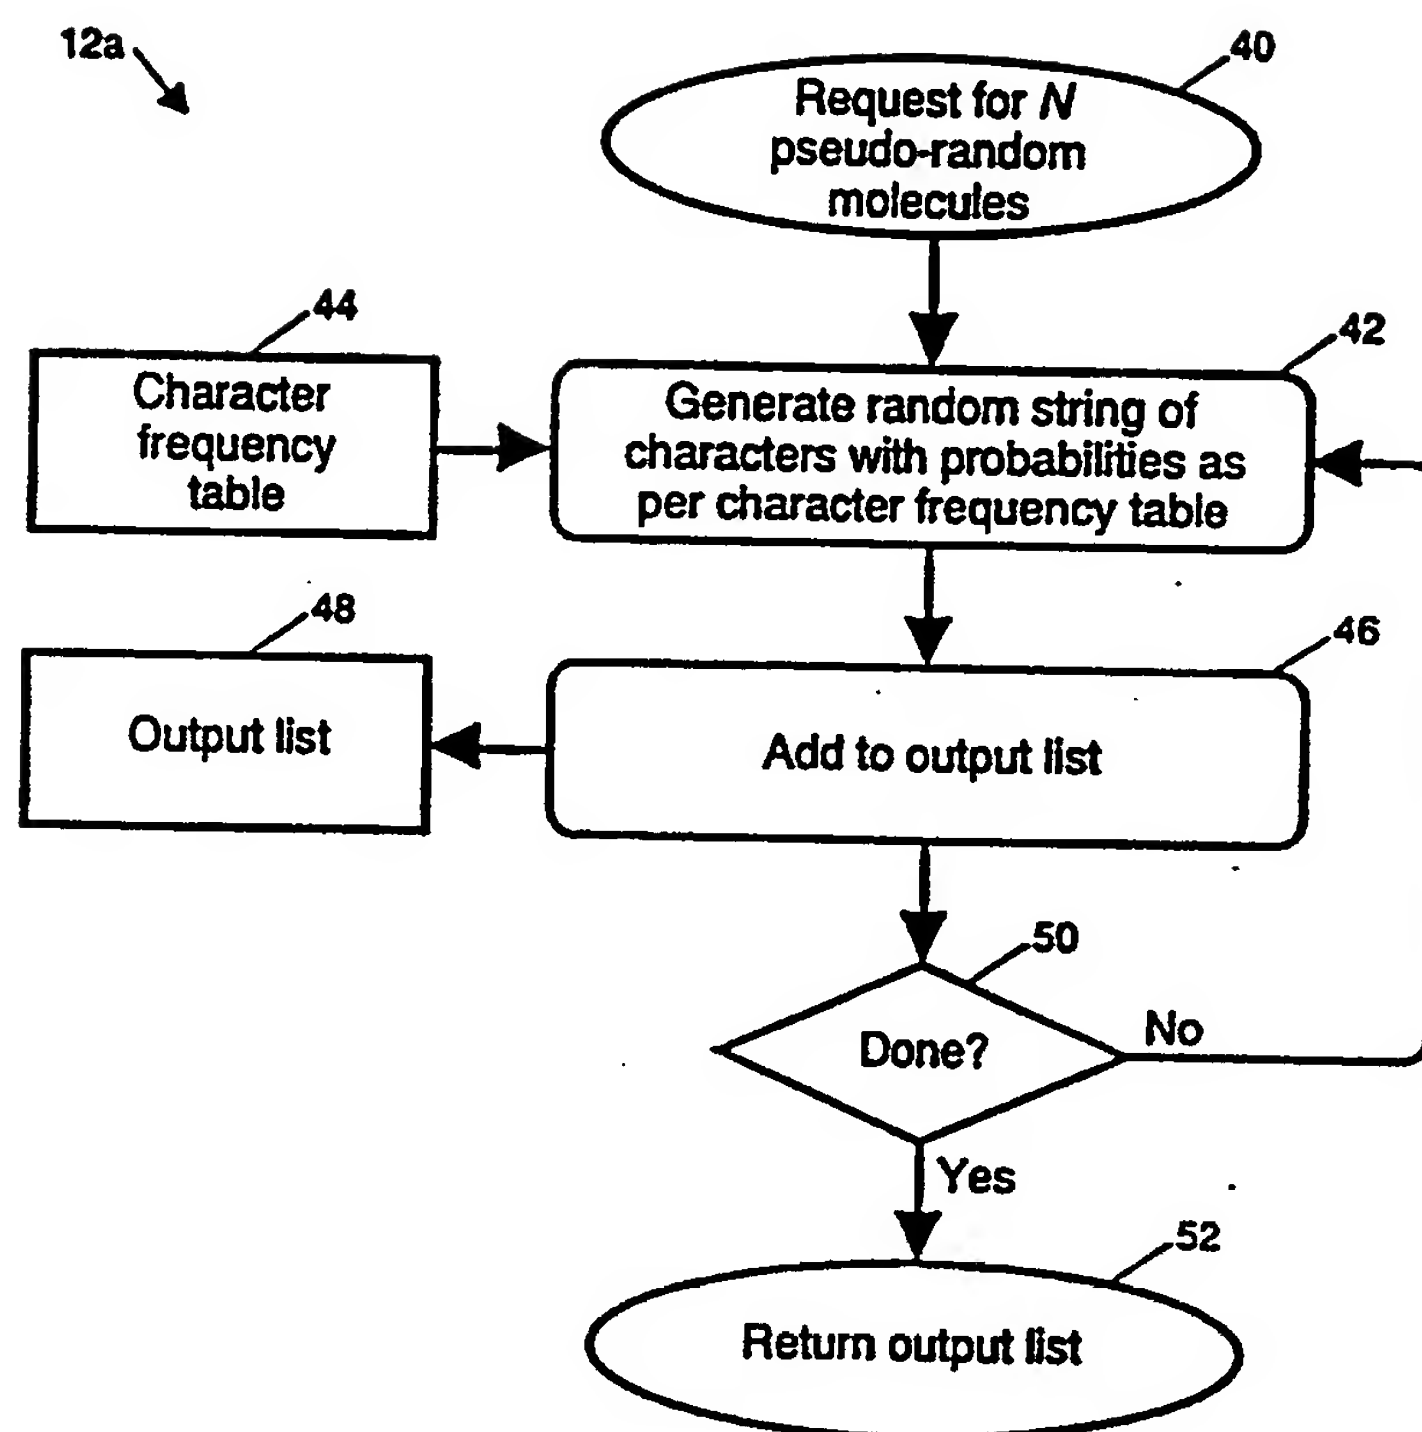 12a
40
Request for N
pseudo-random
molecules
44
Character
frequency
table
42
Generate random string of
characters with probabilities as
per character frequency table
48
Output list
46
Add to output list
50
Done?
No
Yes
52
Return output list